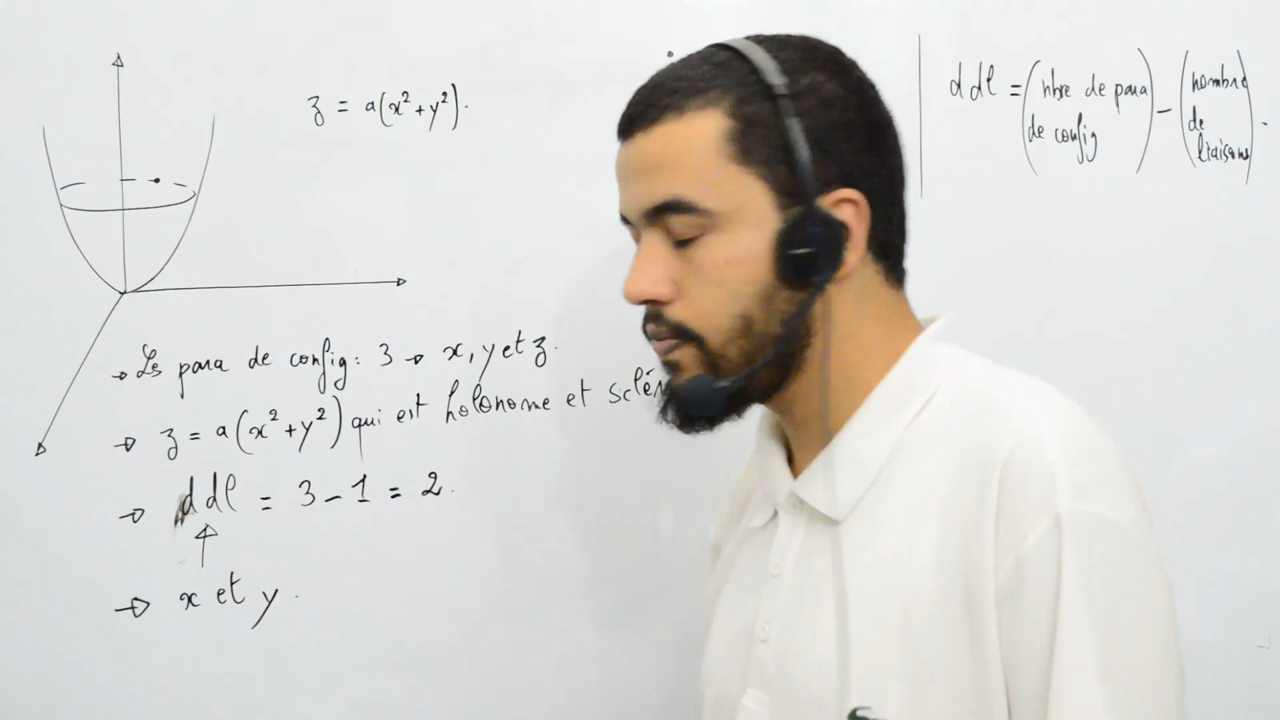 z = a(x²+y²).
ddl = (nbre de para de config) - (nombre de liaisons).
→ Les para de config: 3 → x, y et z.
→ z = a(x²+y²) qui est holonome et
→ ddl = 3 - 1 = 2.
→ x et y.